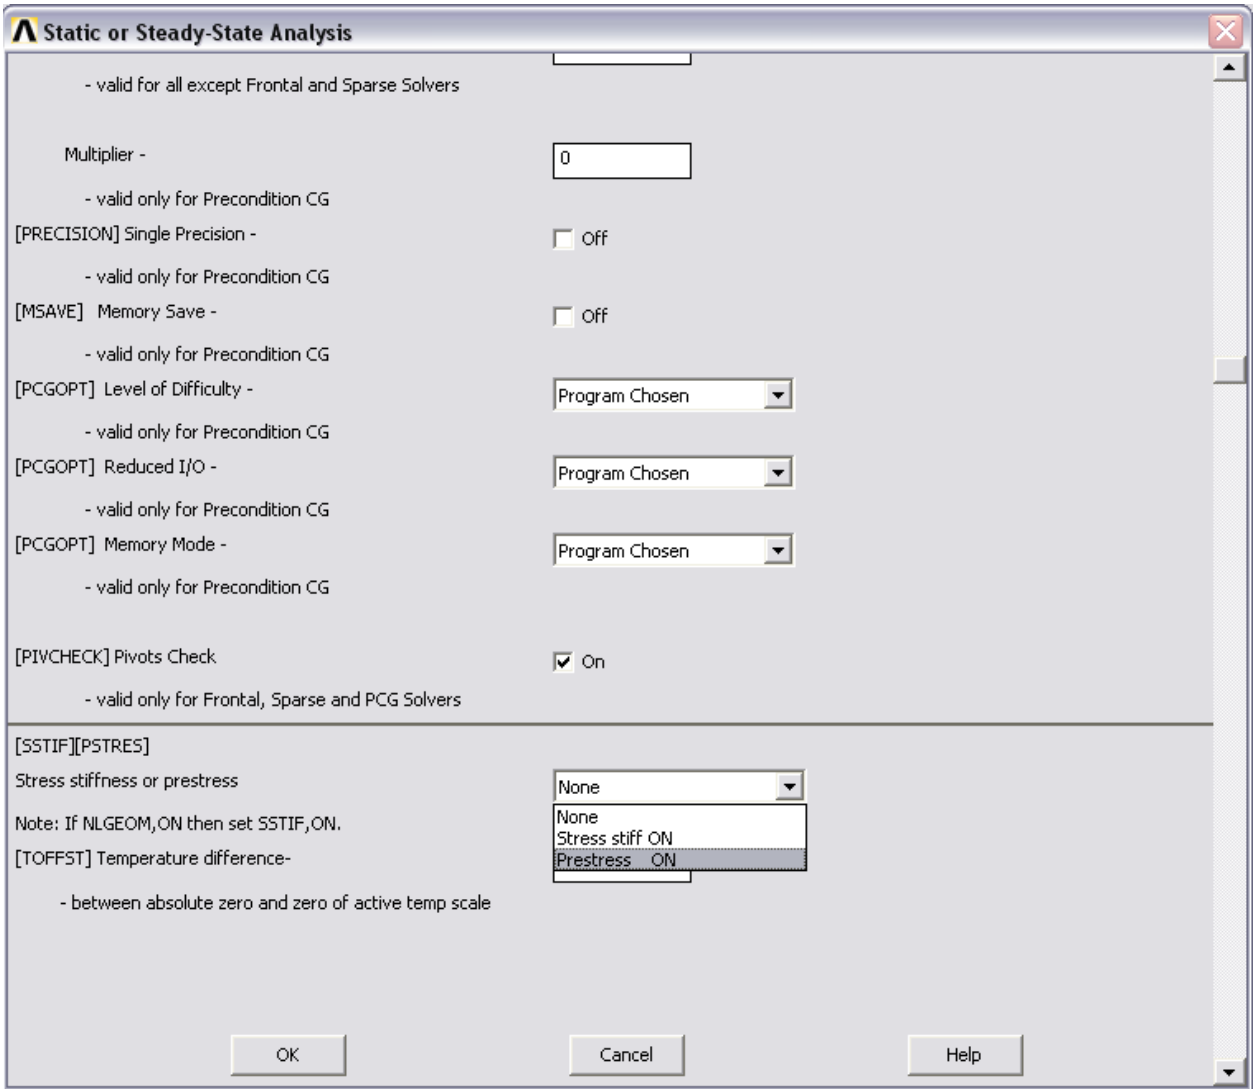 Static or Steady-State Analysis
- valid for all except Frontal and Sparse Solvers
Multiplier - 0
- valid only for Precondition CG
[PRECISION] Single Precision - Off
- valid only for Precondition CG
[MSAVE] Memory Save - Off
- valid only for Precondition CG
[PCGOPT] Level of Difficulty - Program Chosen
- valid only for Precondition CG
[PCGOPT] Reduced I/O - Program Chosen
- valid only for Precondition CG
[PCGOPT] Memory Mode - Program Chosen
- valid only for Precondition CG
[PIVCHECK] Pivots Check On
- valid only for Frontal, Sparse and PCG Solvers
[SSTIF][PSTRES]
Stress stiffness or prestress None
None
Note: If NLGEOM,ON then set SSTIF,ON.
Stress stiff ON
[TOFFST] Temperature difference- Prestress ON
- between absolute zero and zero of active temp scale
OK Cancel Help